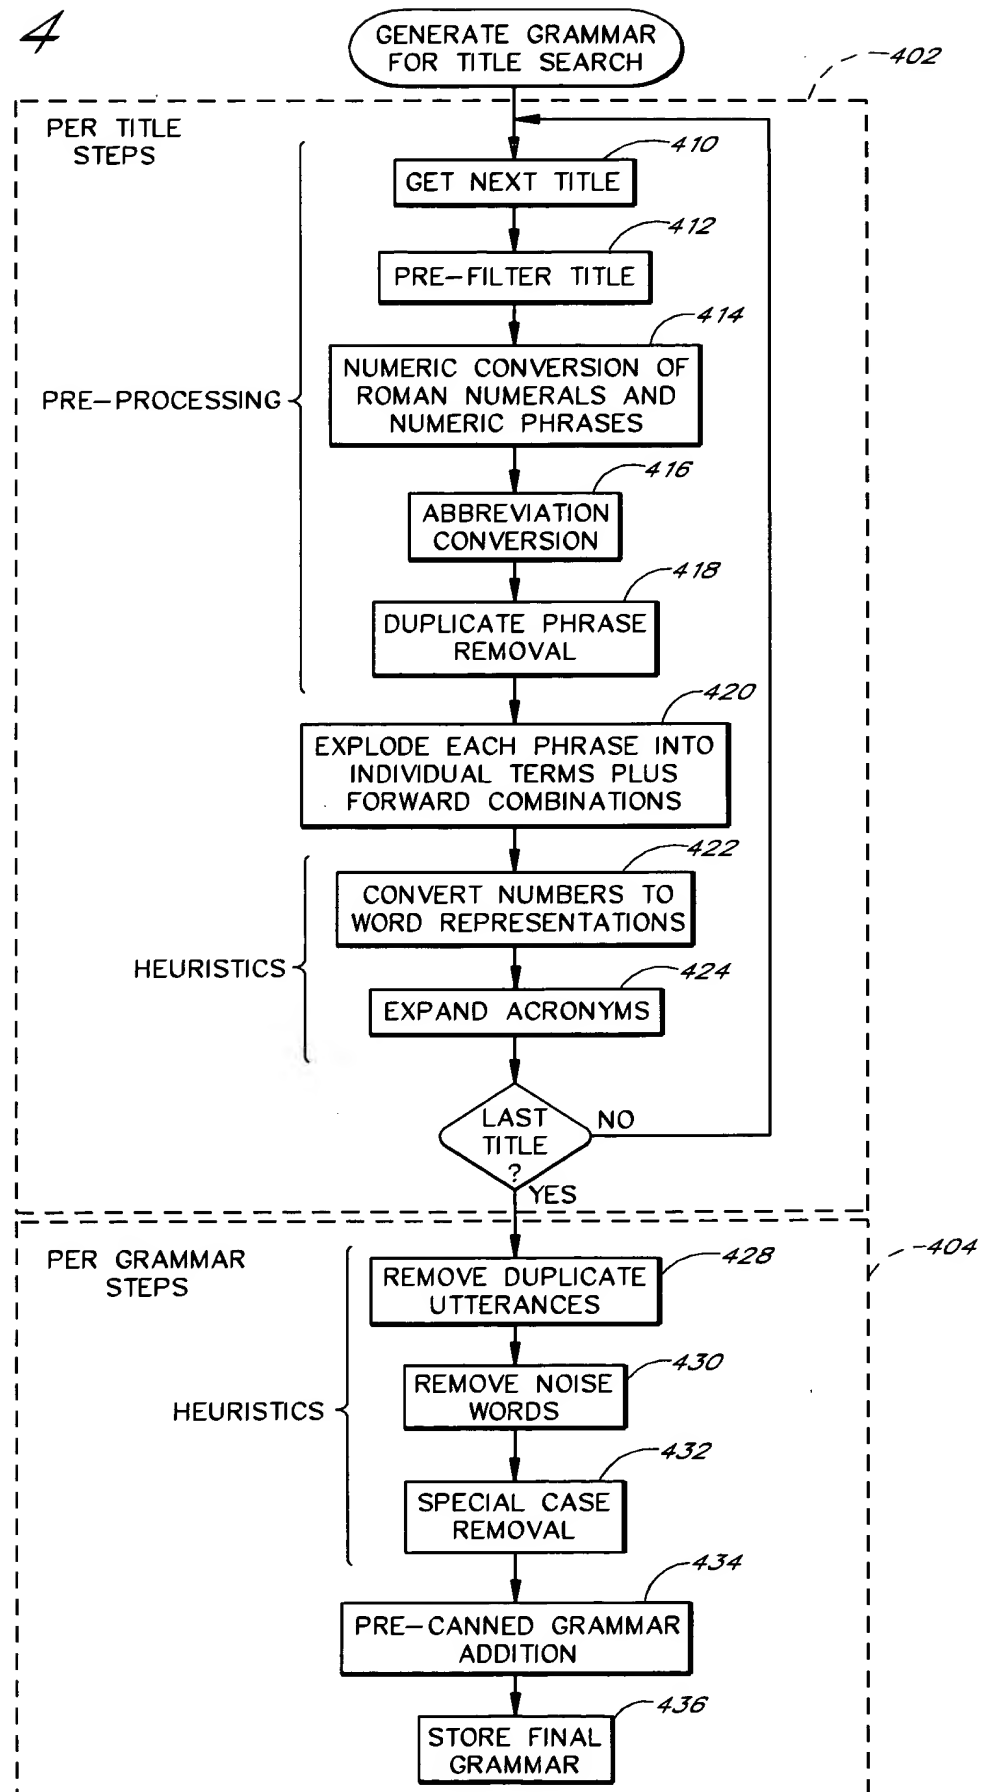 4
GENERATE GRAMMAR
FOR TITLE SEARCH
402
PER TITLE
STEPS
410
GET NEXT TITLE
412
PRE-FILTER TITLE
414
NUMERIC CONVERSION OF
ROMAN NUMERALS AND
NUMERIC PHRASES
PRE-PROCESSING
416
ABBREVIATION
CONVERSION
418
DUPLICATE PHRASE
REMOVAL
420
EXPLODE EACH PHRASE INTO
INDIVIDUAL TERMS PLUS
FORWARD COMBINATIONS
422
CONVERT NUMBERS TO
WORD REPRESENTATIONS
HEURISTICS
424
EXPAND ACRONYMS
LAST
TITLE
?
NO
YES
404
PER GRAMMAR
STEPS
428
REMOVE DUPLICATE
UTTERANCES
430
REMOVE NOISE
WORDS
HEURISTICS
432
SPECIAL CASE
REMOVAL
434
PRE-CANNED GRAMMAR
ADDITION
436
STORE FINAL
GRAMMAR